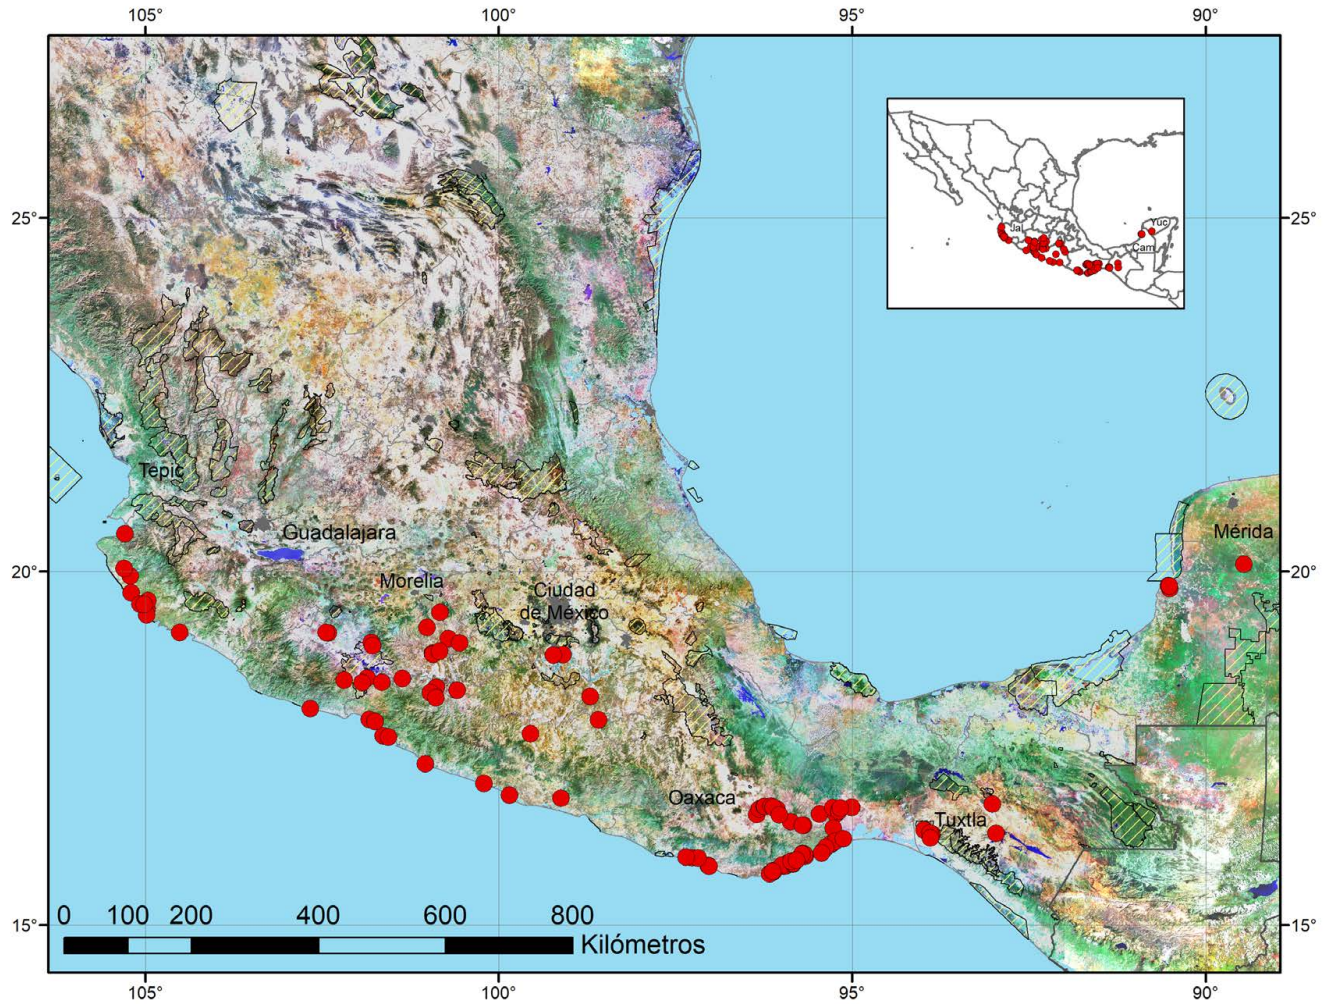 105°
100°
95°
90°
25°
25°
Jal
Yuc
Cam
Tepic
Guadalajara
Mérida
20°
20°
Morelia
Ciudad
de México
Oaxaca
Tuxtla
0 100 200 400 600 800
Kilómetros
15°
15°
105°
100°
95°
90°